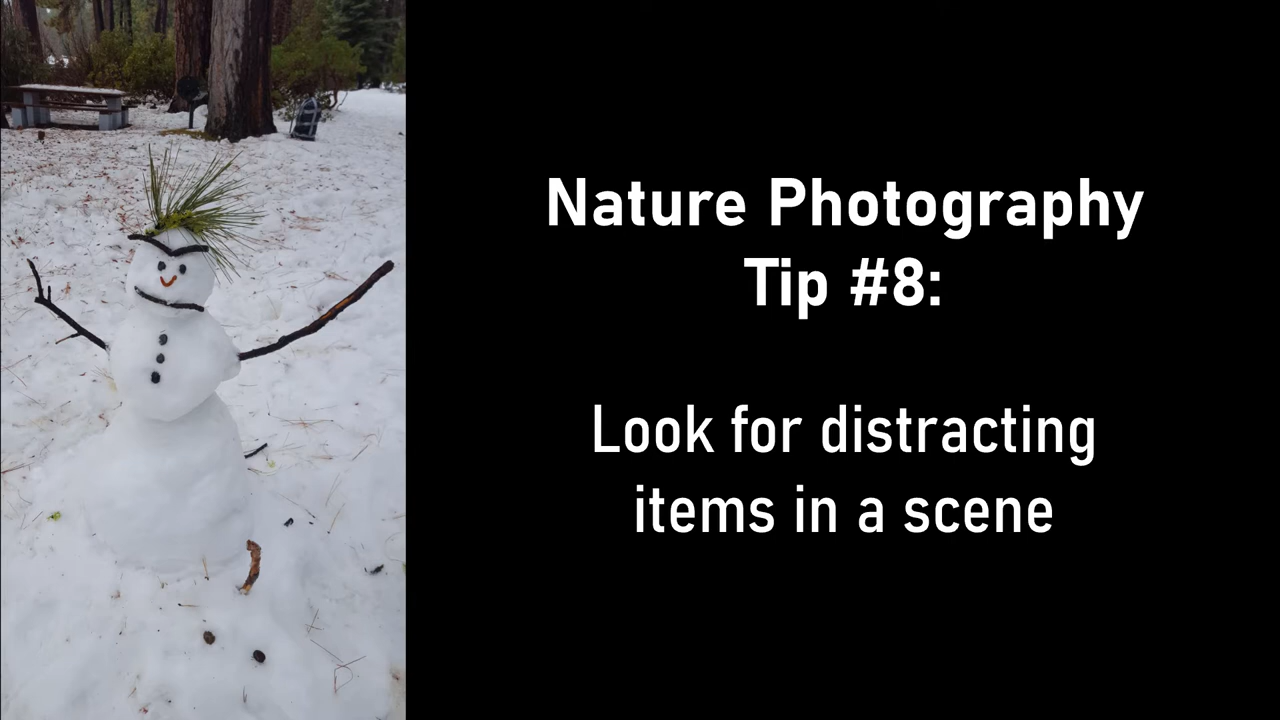 Nature Photography
Tip #8:
Look for distracting
items in a scene